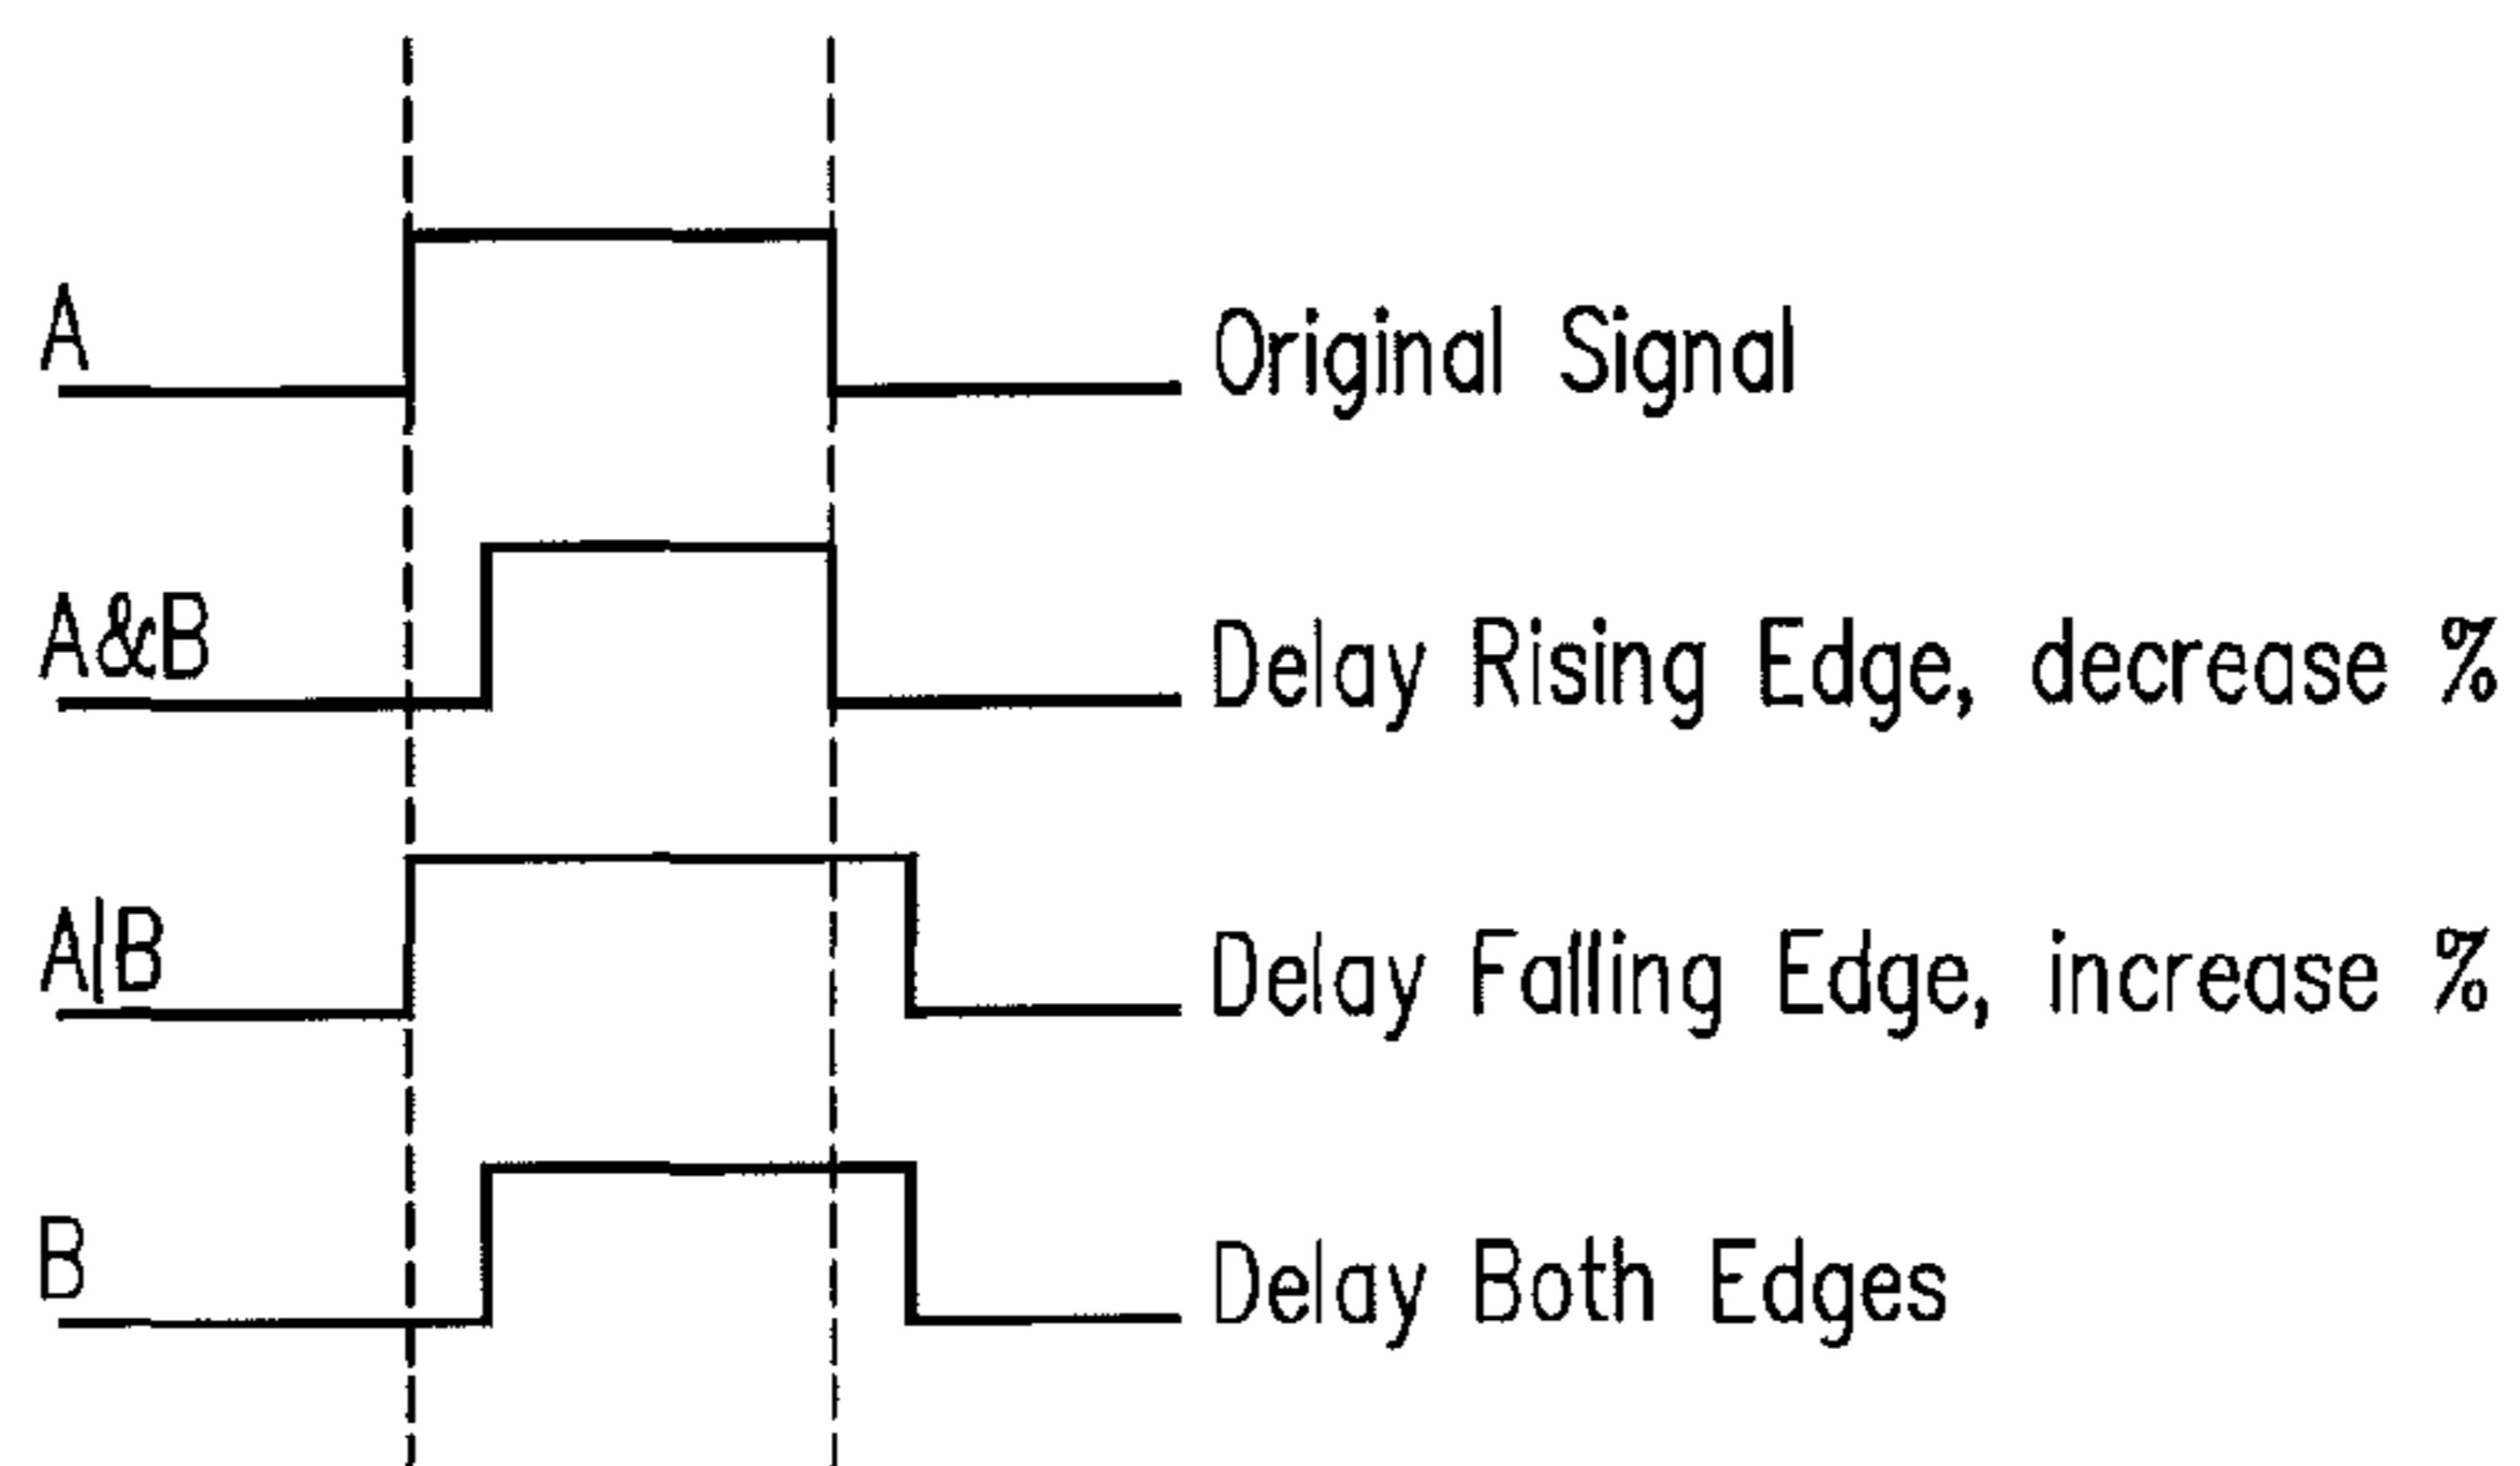 A Original Signal
A&B Delay Rising Edge, decrease %
A|B Delay Falling Edge, increase %
B Delay Both Edges